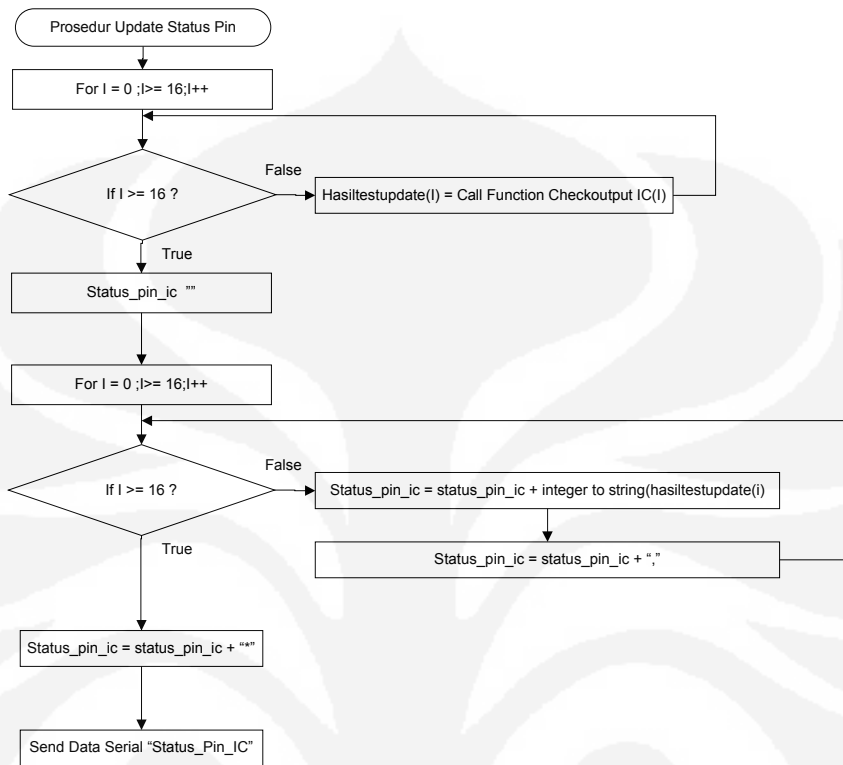 Prosedur Update Status Pin
For I = 0 ;I>= 16;I++
If I >= 16 ?
False
Hasiltestupdate(I) = Call Function Checkoutput IC(I)
True
Status_pin_ic  ””
For I = 0 ;I>= 16;I++
If I >= 16 ?
False
Status_pin_ic = status_pin_ic + integer to string(hasiltestupdate(i)
Status_pin_ic = status_pin_ic + “,”
True
Status_pin_ic = status_pin_ic + “*”
Send Data Serial “Status_Pin_IC”